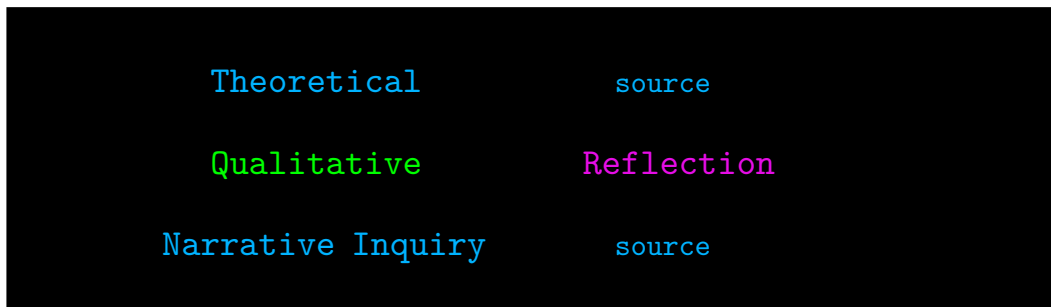 Theoretical source
Qualitative Reflection
Narrative Inquiry source